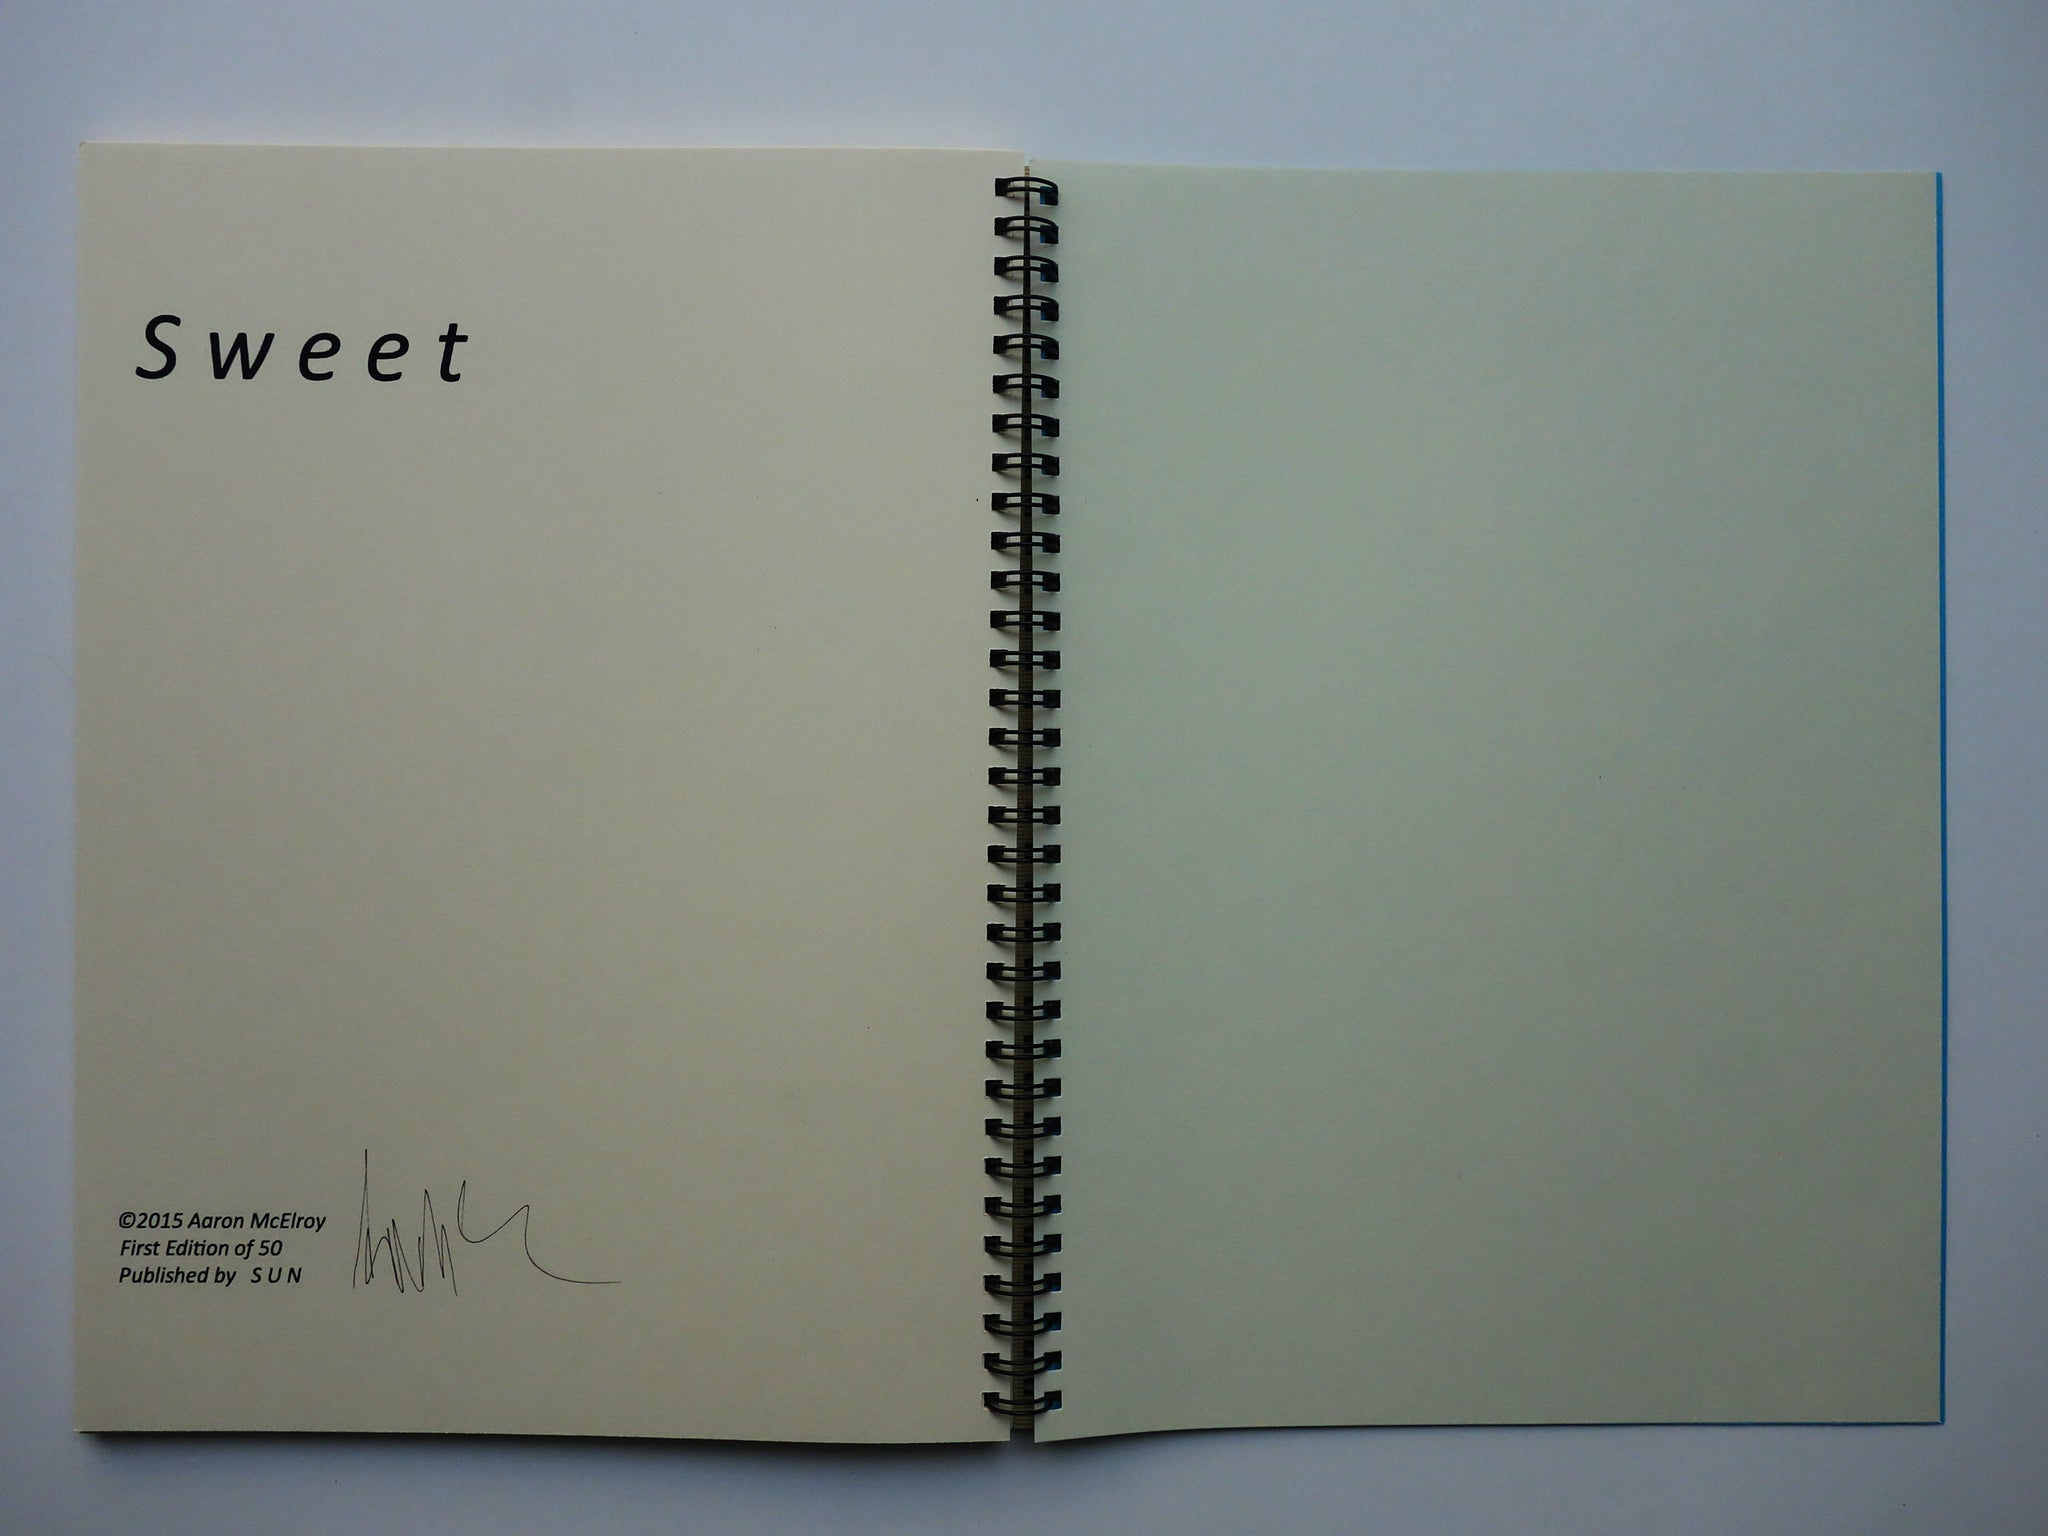 Sweet
©2015 Aaron McElroy
First Edition of 50
Published by S U N